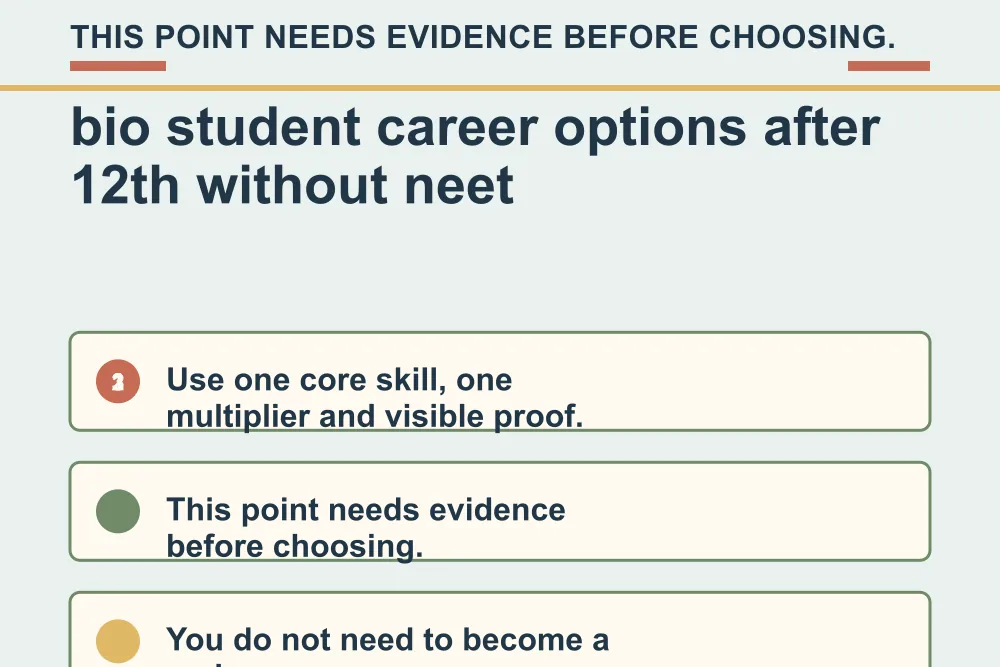 THIS POINT NEEDS EVIDENCE BEFORE CHOOSING.
bio student career options after
12th without neet
Use one core skill, one
multiplier and visible proof.
This point needs evidence
before choosing.
You do not need to become a